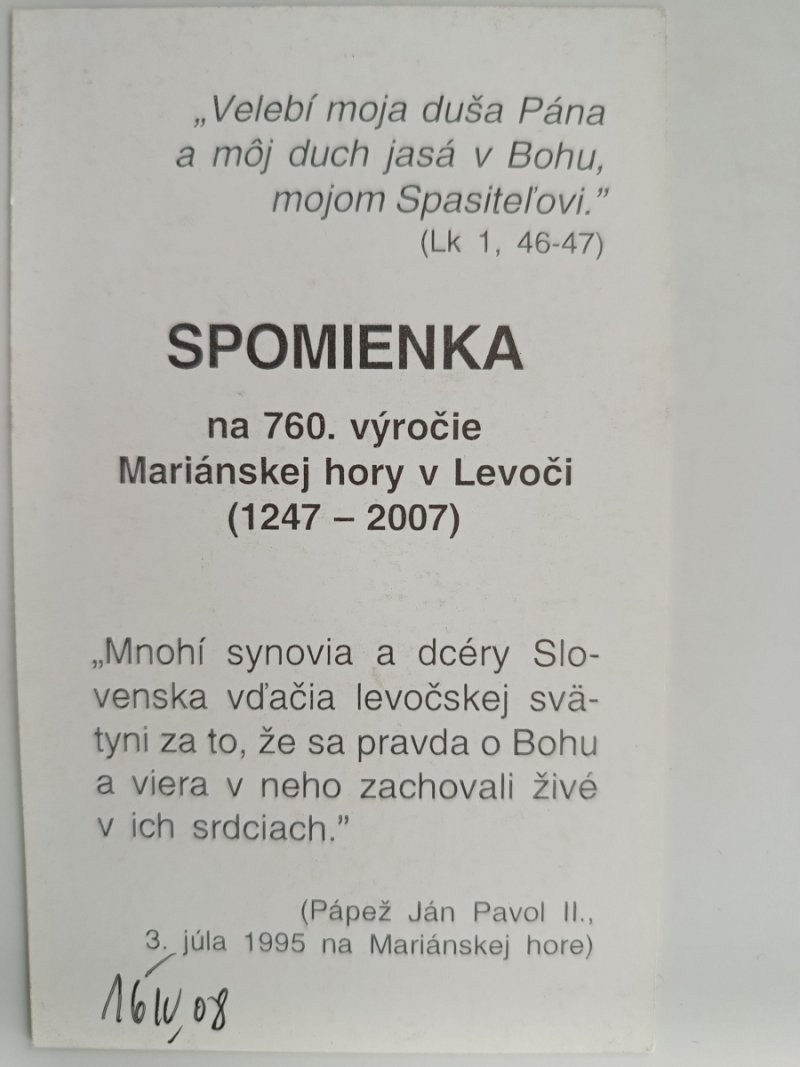 „Velebí moja duša Pána
a môj duch jasá v Bohu,
mojom Spasiteľovi.”
(Lk 1, 46-47)
SPOMIENKA
na 760. výročie
Mariánskej hory v Levoči
(1247 – 2007)
„Mnohí synovia a dcéry Slo-
venska vďačia levočskej svä-
tyni za to, že sa pravda o Bohu
a viera v neho zachovali živé
v ich srdciach.”
(Pápež Ján Pavol II.,
3. júla 1995 na Mariánskej hore)
16/IV, 08